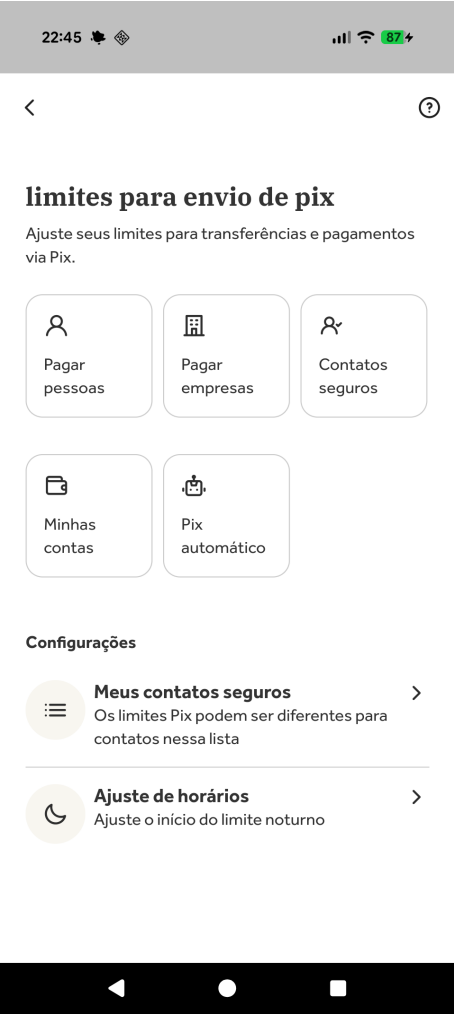 22:45
87
limites para envio de pix
Ajuste seus limites para transferências e pagamentos
via Pix.
Pagar
pessoas
Pagar
empresas
Contatos
seguros
Minhas
contas
Pix
automático
Configurações
Meus contatos seguros
Os limites Pix podem ser diferentes para
contatos nessa lista
Ajuste de horários
Ajuste o início do limite noturno